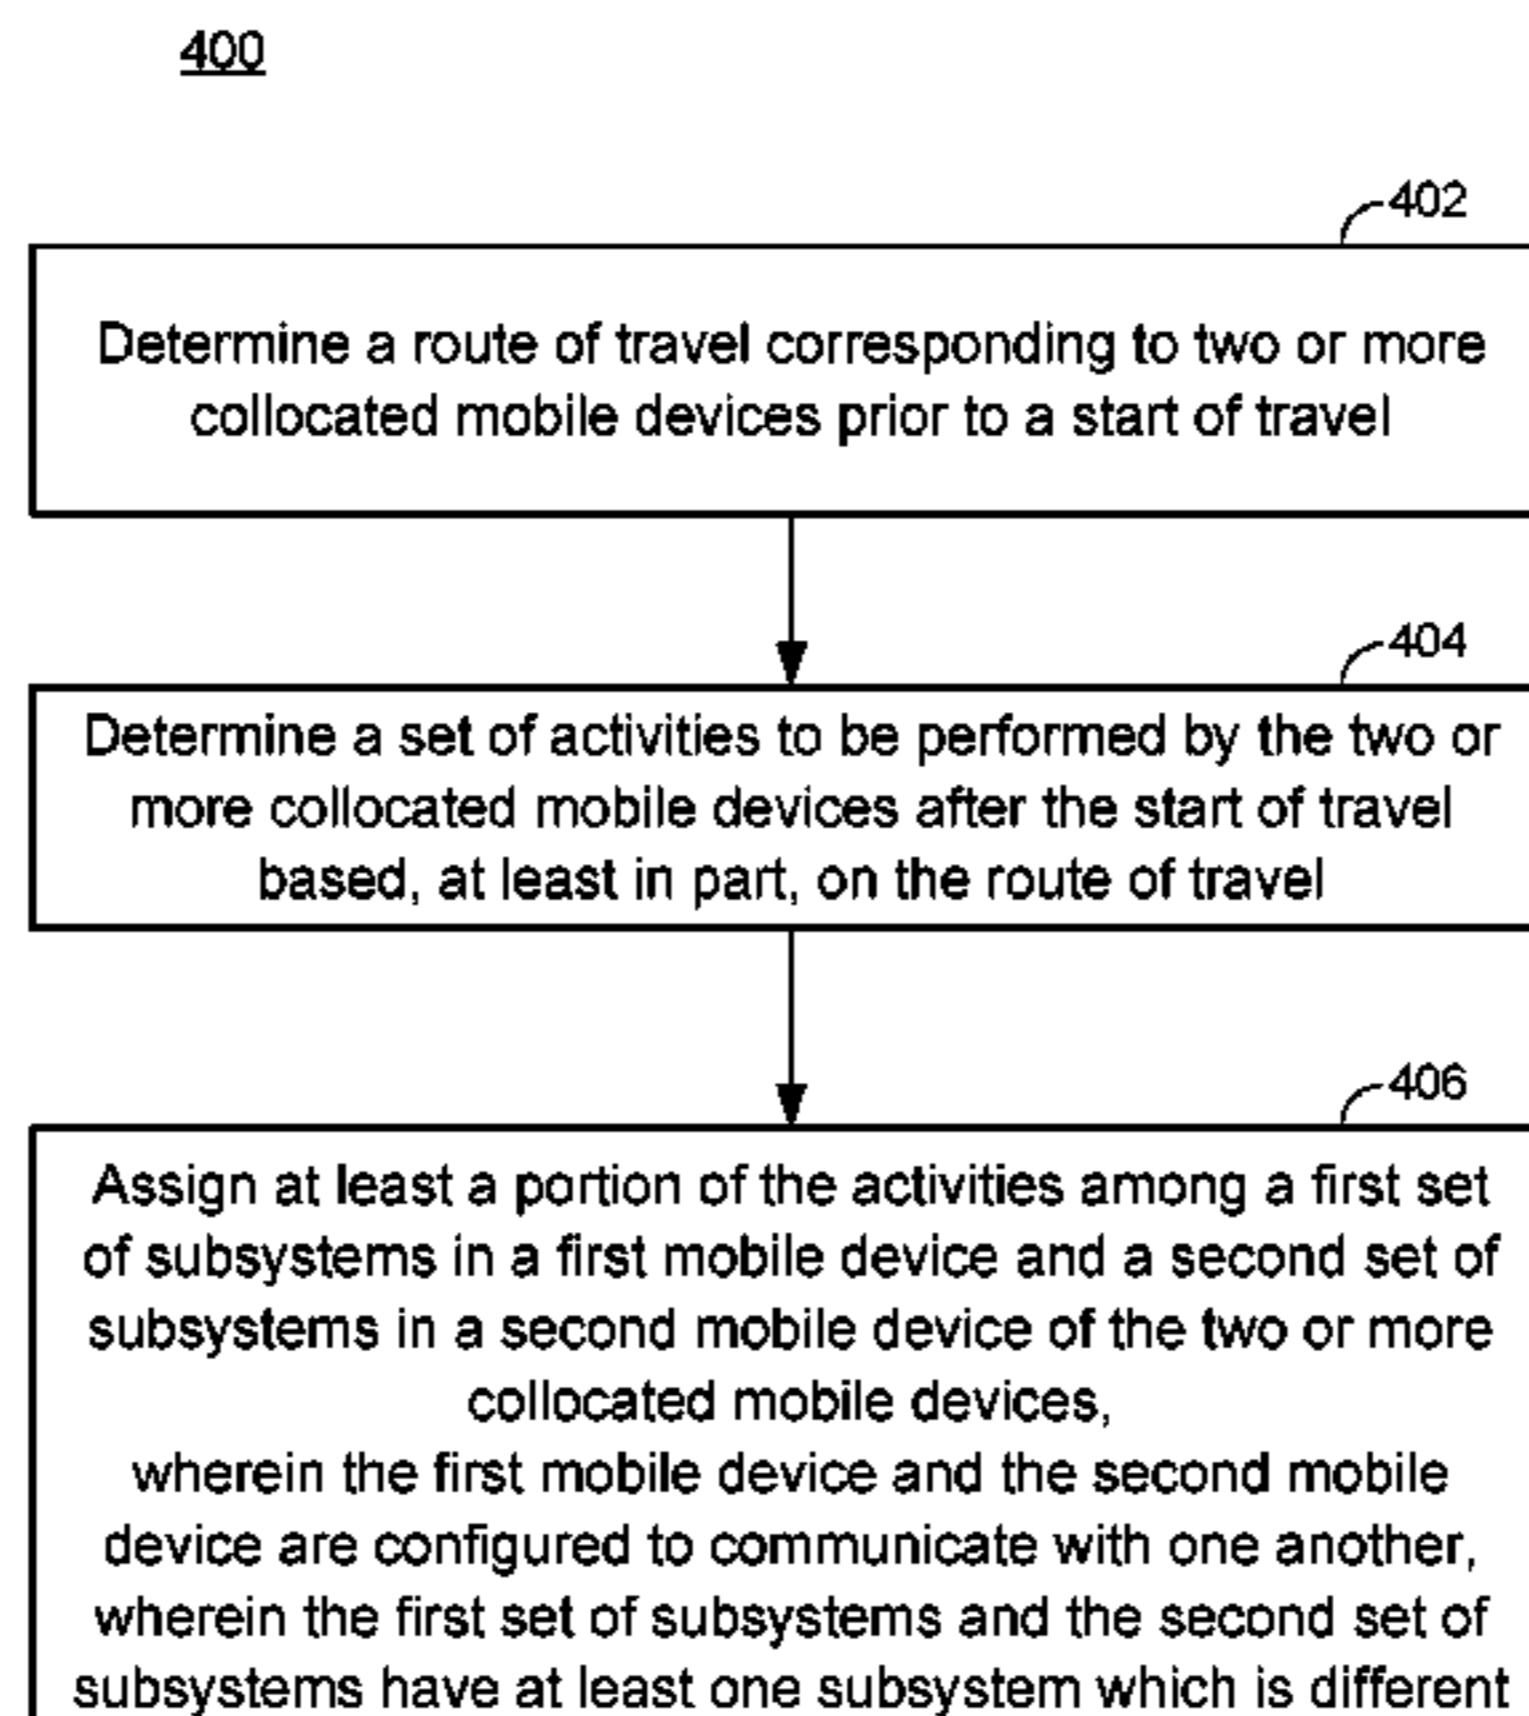 400
402
Determine a route of travel corresponding to two or more
collocated mobile devices prior to a start of travel
404
Determine a set of activities to be performed by the two or
more collocated mobile devices after the start of travel
based, at least in part, on the route of travel
406
Assign at least a portion of the activities among a first set
of subsystems in a first mobile device and a second set of
subsystems in a second mobile device of the two or more
collocated mobile devices,
wherein the first mobile device and the second mobile
device are configured to communicate with one another,
wherein the first set of subsystems and the second set of
subsystems have at least one subsystem which is different